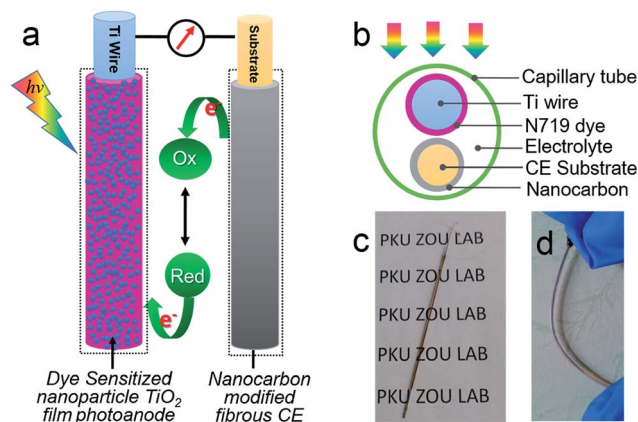 a
Ti Wire
Substrate
hν
e-
Ox
Red
e-
Dye Sensitized
nanoparticle TiO2
film photoanode
Nanocarbon
modified
fibrous CE
b
Capillary tube
Ti wire
N719 dye
Electrolyte
CE Substrate
Nanocarbon
c
PKU ZOU LAB
PKU ZOU LAB
PKU ZOU LAB
PKU ZOU LAB
PKU ZOU LAB
d